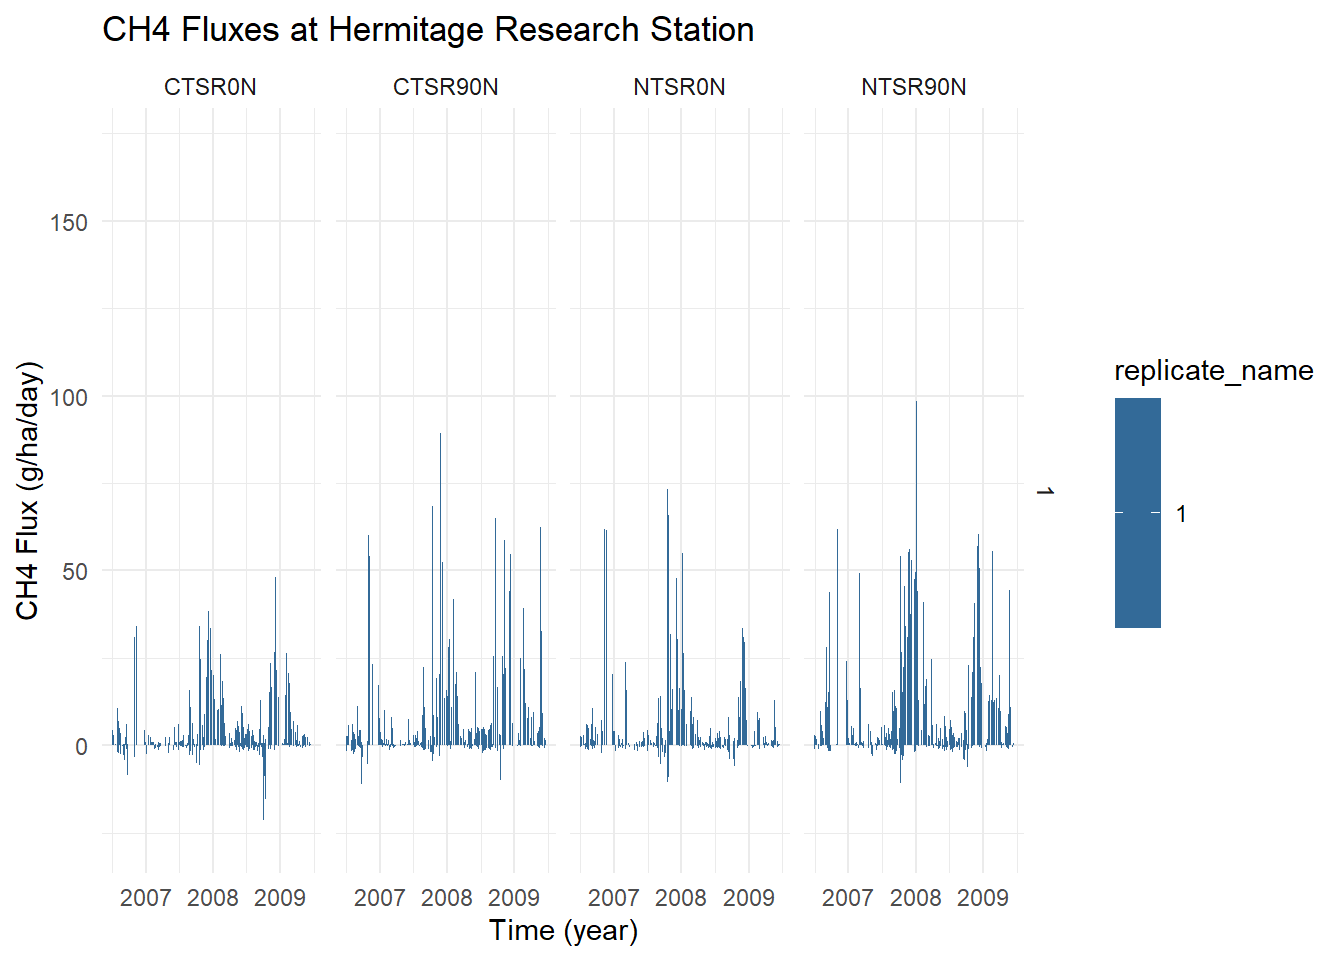 CH4 Fluxes at Hermitage Research Station
CTSR0N CTSR90N NTSR0N NTSR90N
150
100
50
0
CH4 Flux (g/ha/day)
1
replicate_name
1
2007 2008 2009 2007 2008 2009 2007 2008 2009 2007 2008 2009
Time (year)